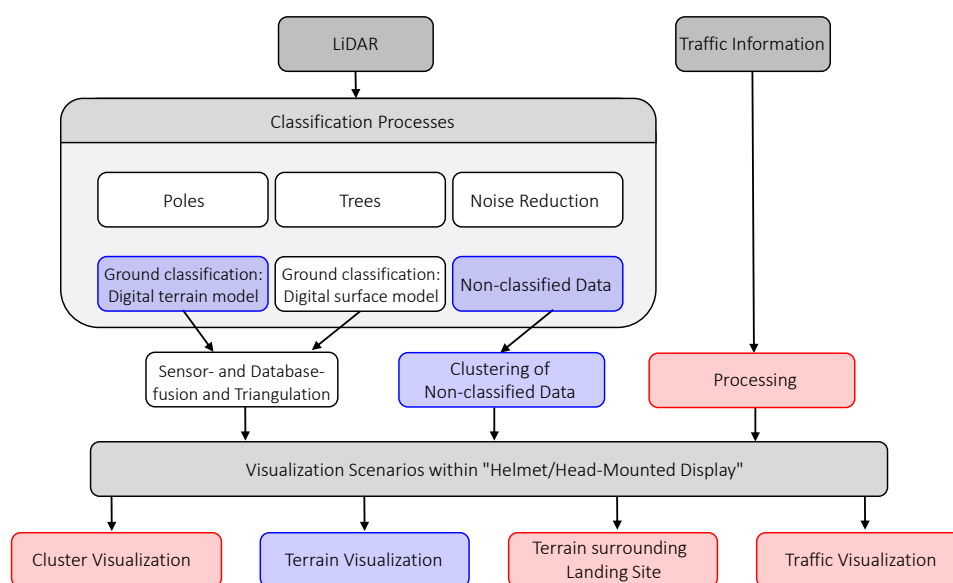 LiDAR
Traffic Information
Classification Processes
Poles
Trees
Noise Reduction
Ground classification:
Digital terrain model
Ground classification:
Digital surface model
Non-classified Data
Sensor- and Database-
fusion and Triangulation
Clustering of
Non-classified Data
Processing
Visualization Scenarios within "Helmet/Head-Mounted Display"
Cluster Visualization
Terrain Visualization
Terrain surrounding
Landing Site
Traffic Visualization